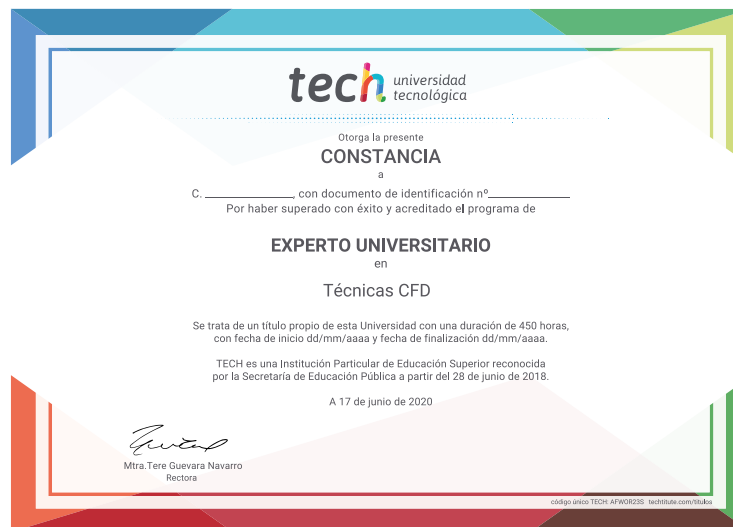 tech universidad
tecnológica
Otorga la presente
CONSTANCIA
a
C. ________________, con documento de identificación nº______________
Por haber superado con éxito y acreditado el programa de
EXPERTO UNIVERSITARIO
en
Técnicas CFD
Se trata de un título propio de esta Universidad con una duración de 450 horas,
con fecha de inicio dd/mm/aaaa y fecha de finalización dd/mm/aaaa.
TECH es una Institución Particular de Educación Superior reconocida
por la Secretaría de Educación Pública a partir del 28 de junio de 2018.
A 17 de junio de 2020
Mtra.Tere Guevara Navarro
Rectora
código único TECH: AFWOR23S techtitute.com/titulos